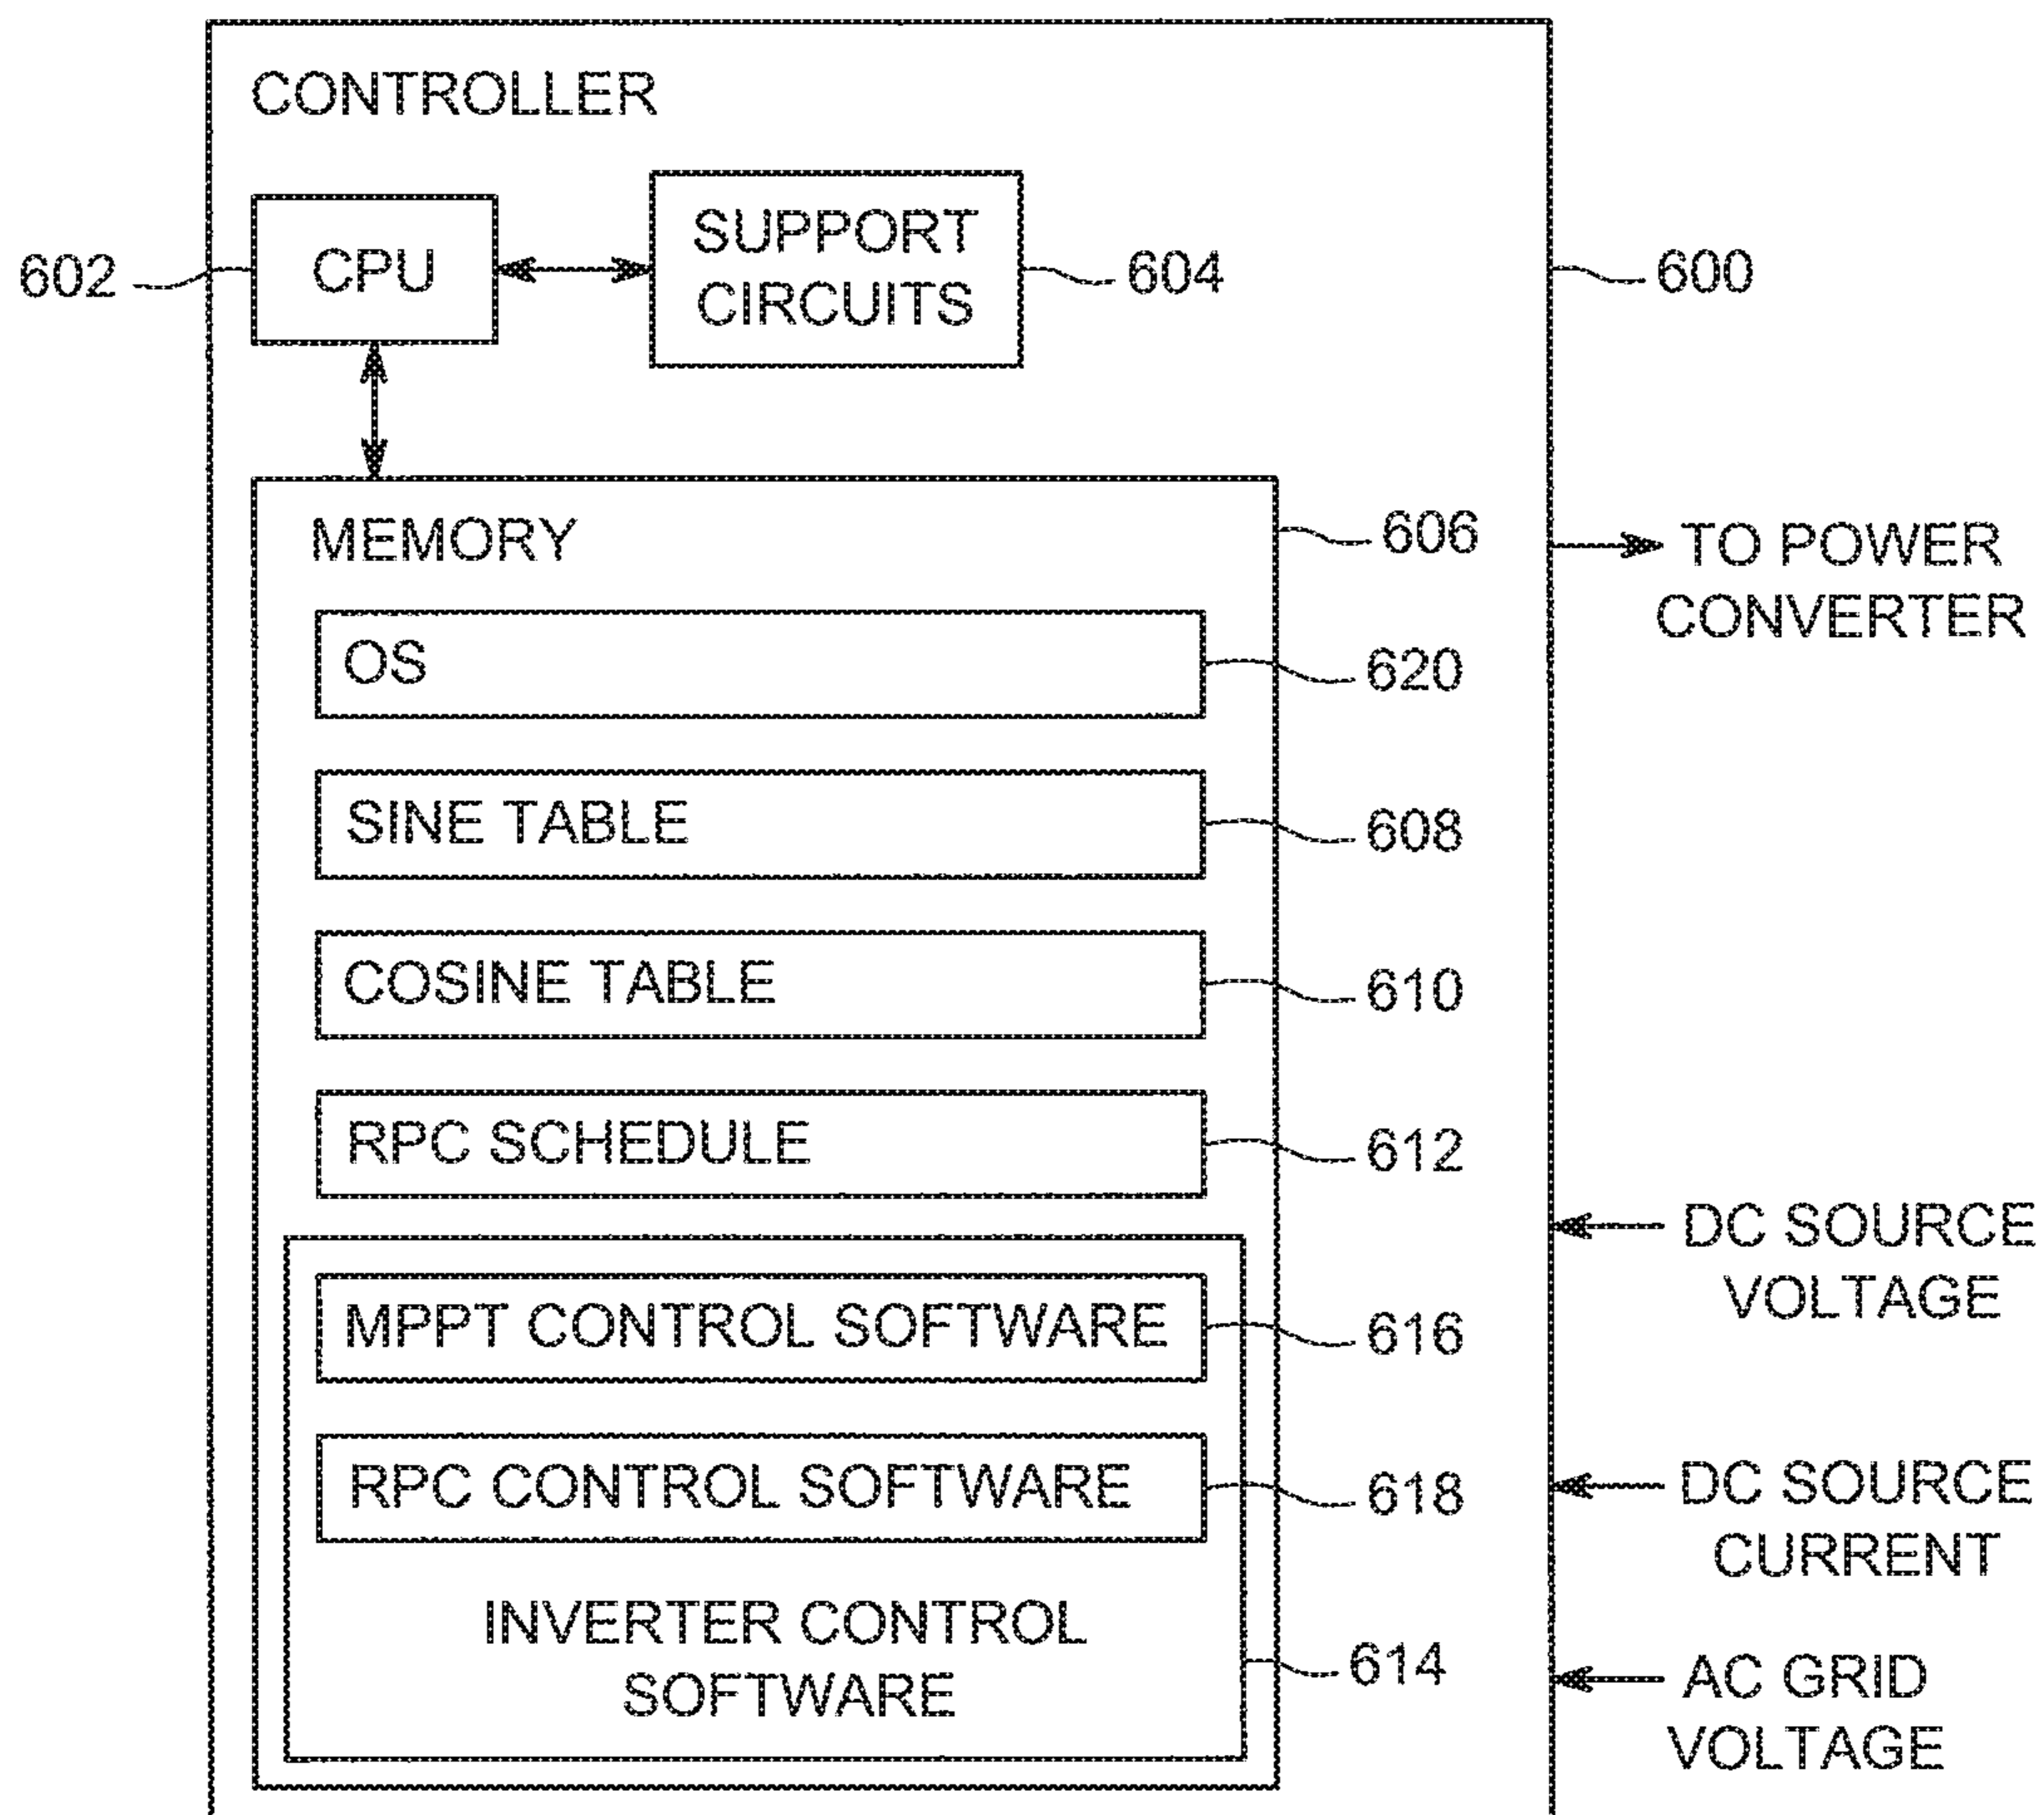 CONTROLLER
602
CPU
SUPPORT
CIRCUITS
604
600
MEMORY
606
TO POWER
CONVERTER
OS
620
SINE TABLE
608
COSINE TABLE
610
RPC SCHEDULE
612
DC SOURCE
VOLTAGE
MPPT CONTROL SOFTWARE
616
RPC CONTROL SOFTWARE
618
DC SOURCE
CURRENT
INVERTER CONTROL
SOFTWARE
614
AC GRID
VOLTAGE